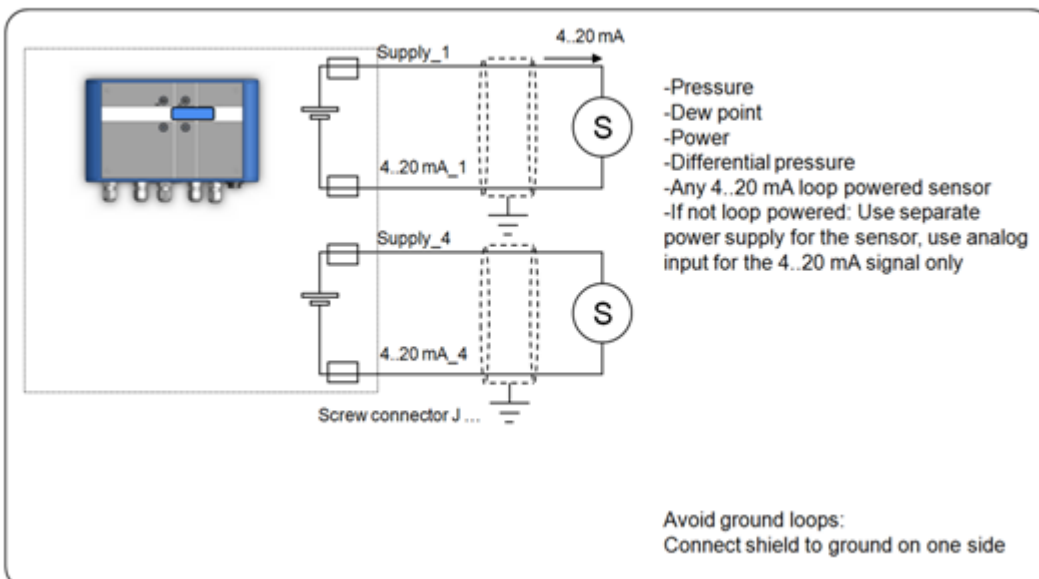 4..20 mA
Supply_1
4..20 mA_1
S
Supply_4
4..20 mA_4
S
Screw connector J ...
-Pressure
-Dew point
-Power
-Differential pressure
-Any 4..20 mA loop powered sensor
-If not loop powered: Use separate
power supply for the sensor, use analog
input for the 4..20 mA signal only
Avoid ground loops:
Connect shield to ground on one side